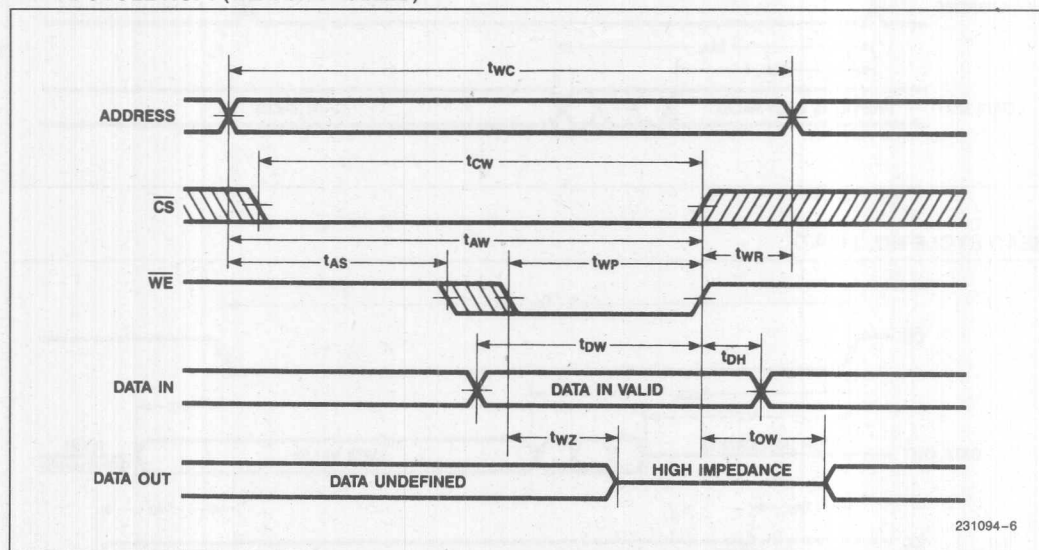 tWC
ADDRESS
tCW
CS
tAW
tAS
tWP
tWR
WE
tDW
tDH
DATA IN
DATA IN VALID
tWZ
tOW
DATA OUT
DATA UNDEFINED
HIGH IMPEDANCE
231094-6